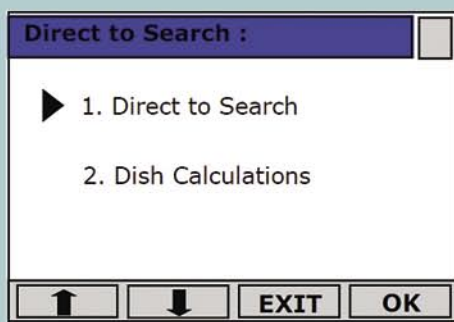 Direct to Search :
1. Direct to Search
2. Dish Calculations
EXIT OK